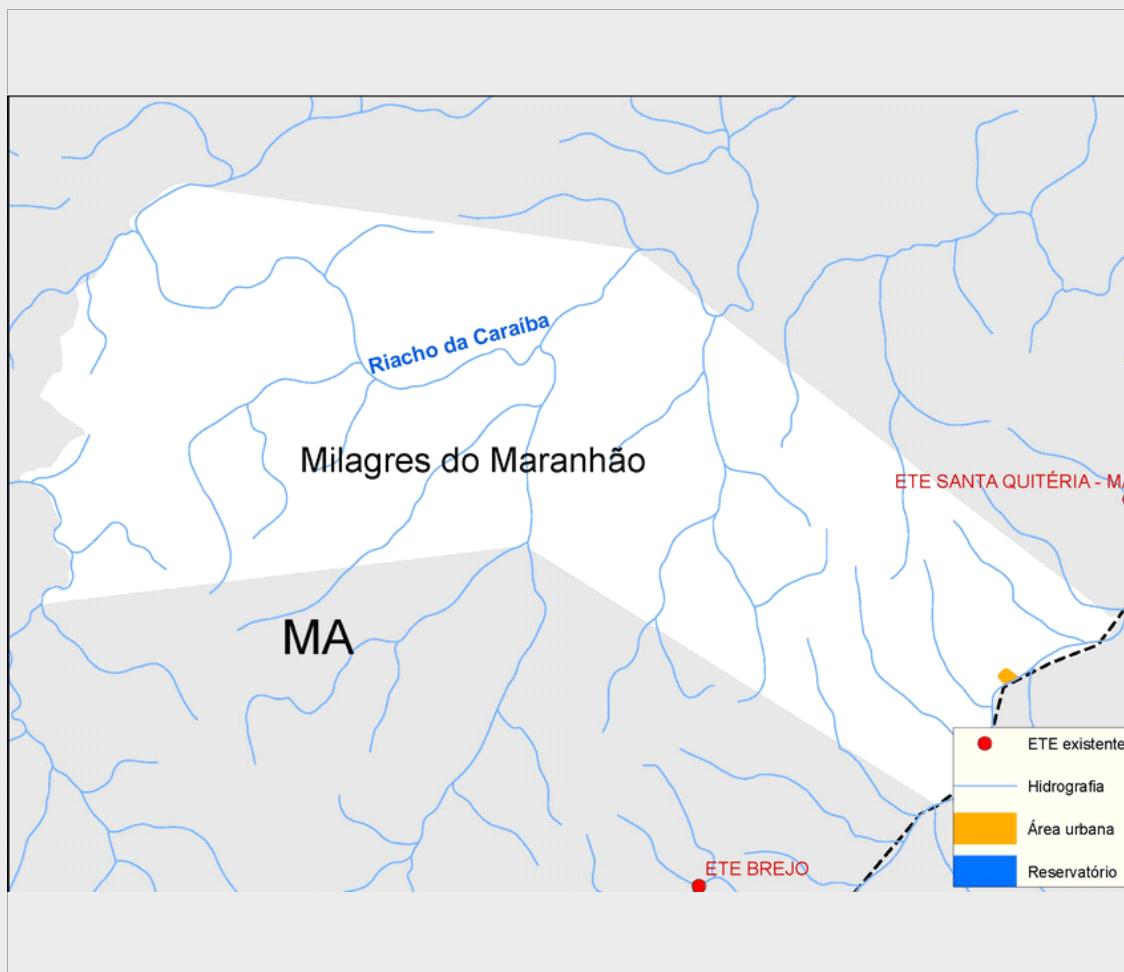 Riacho da Caraíba
Milagres do Maranhão
ETE SANTA QUITÉRIA -
MA
ETE existente
Hidrografia
Área urbana
Reservatório
ETE BREJO